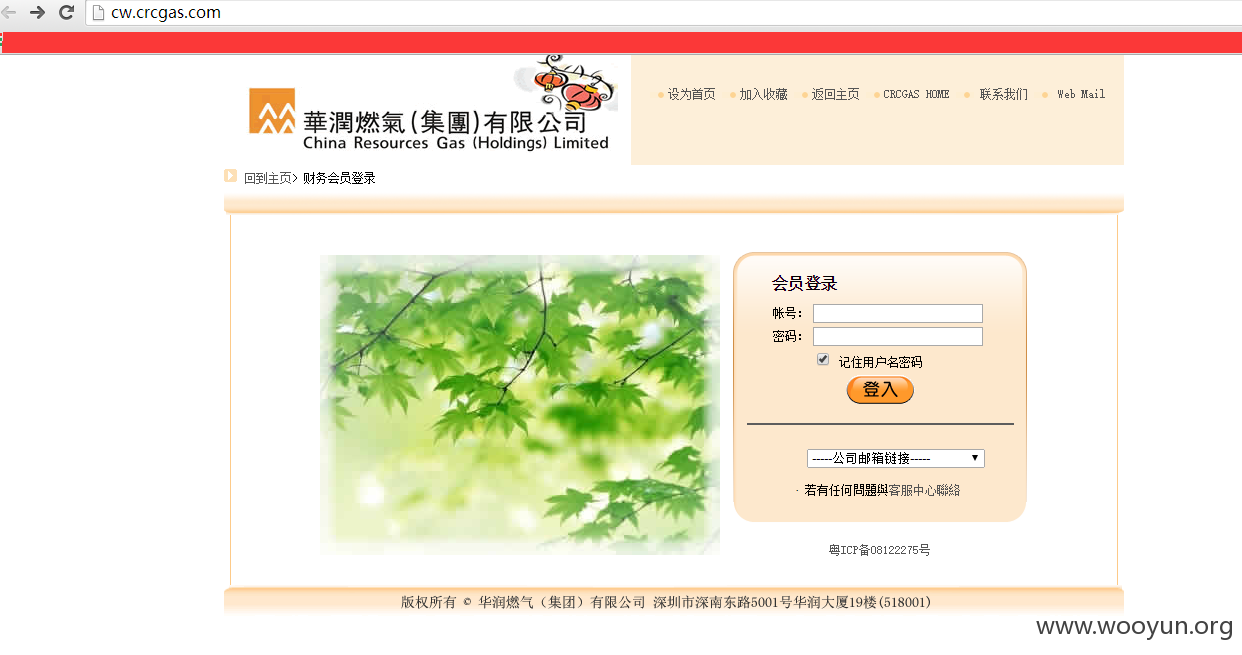 cw.crcgas.com
華潤燃氣(集團)有限公司
China Resources Gas (Holdings) Limited
设为首页 加入收藏 返回主页 CRCGAS HOME 联系我们 Web Mail
回到主页> 财务会员登录
会员登录
帐号：
密码：
记住用户名密码
登入
-----公司邮箱链接-----
· 若有任何問題與客服中心聯絡
粤ICP备08122275号
版权所有 © 华润燃气（集团）有限公司 深圳市深南东路5001号华润大厦19楼(518001)
www.wooyun.org